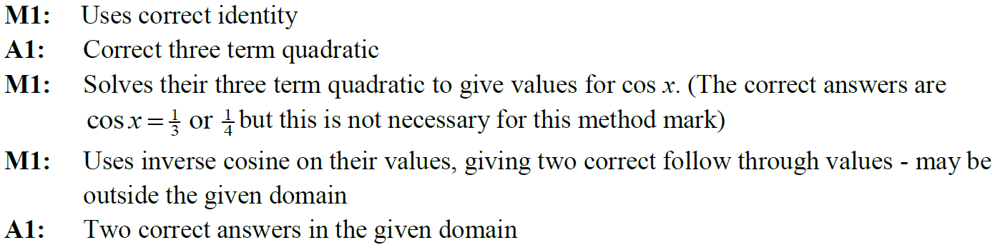 M1: Uses correct identity
A1: Correct three term quadratic
M1: Solves their three term quadratic to give values for cos x. (The correct answers are
cos x = 1/3 or 1/4 but this is not necessary for this method mark)
M1: Uses inverse cosine on their values, giving two correct follow through values - may be
outside the given domain
A1: Two correct answers in the given domain